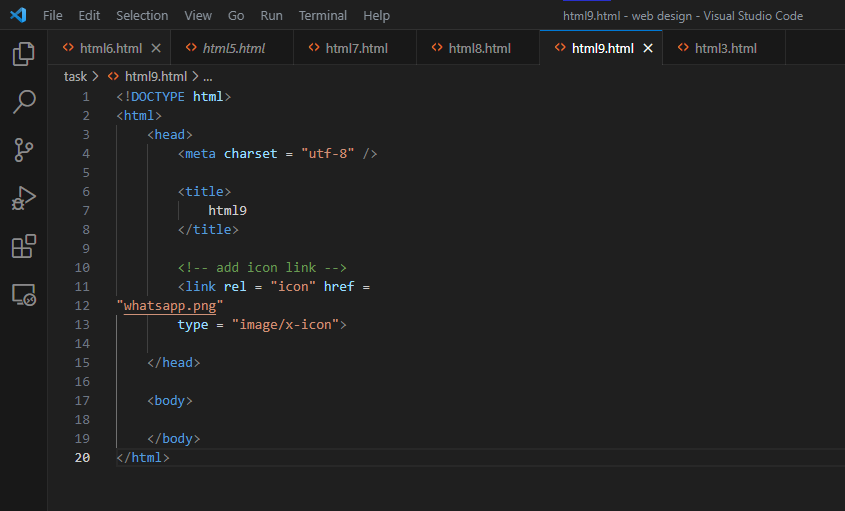 File Edit Selection View Go Run Terminal Help html9.html - web design - Visual Studio Code
html6.html html5.html html7.html html8.html html9.html html3.html
task > html9.html > ...
1 <!DOCTYPE html>
2 <html>
3 <head>
4 <meta charset = "utf-8" />
5
6 <title>
7 html9
8 </title>
9
10 <!-- add icon link -->
11 <link rel = "icon" href =
12 "whatsapp.png"
13 type = "image/x-icon">
14
15 </head>
16
17 <body>
18
19 </body>
20 </html>